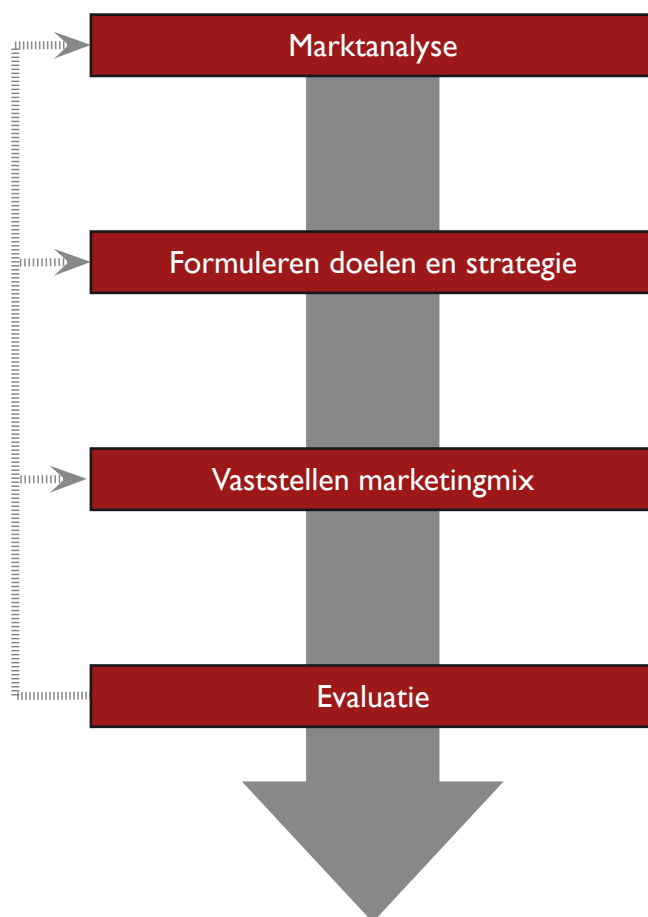 Marktanalyse
Formuleren doelen en strategie
Vaststellen marketingmix
Evaluatie